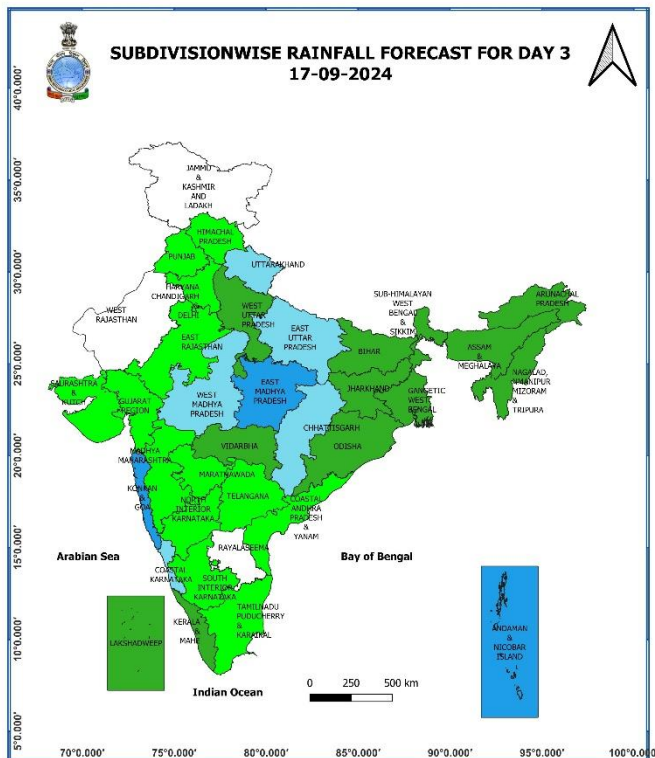 SUBDIVISIONWISE RAINFALL FORECAST FOR DAY 3
17-09-2024
40°0.000'
35°0.000'
30°0.000'
25°0.000'
20°0.000'
15°0.000'
10°0.000'
5°0.000'
JAMMU
&
KASHMIR
AND
LADAKH
HIMACHAL
PRADESH
PUNJAB
UTTARAKHAND
HARYANA
CHANDIGARH
&
DELHI
WEST
RAJASTHAN
WEST
UTTAR
PRADESH
EAST
RAJASTHAN
EAST
UTTAR
PRADESH
SUB-HIMALAYAN
WEST
BENGAL
&
SIKKIM
ARUNACHAL
PRADESH
BIHAR
ASSAM
&
MEGHALAYA
NAGALAD,
MANIPUR
MIZORAM
&
TRIPURA
SAURASHTRA
&
KUTCH
GUJARAT
REGION
WEST
MADHYA
PRADESH
EAST
MADHYA
PRADESH
JHARKHAND
GANGETIC
WEST
BENGAL
CHHATTISGARH
VIDARBHA
ODISHA
MADHYA
MAHARASHTRA
MARATHAWADA
KONKAN
&
GOA
TELANGANA
NORTH
INTERIOR
KARNATAKA
COASTAL
ANDHRA
PRADESH
&
YANAM
RAYALASEEMA
Arabian Sea
Bay of Bengal
COASTAL
KARNATAKA
SOUTH
INTERIOR
KARNATAKA
TAMILNADU
PUDUCHERRY
&
KARAIKAL
KERALA
&
MAHE
LAKSHADWEEP
ANDAMAN
&
NICOBAR
ISLAND
Indian Ocean
0 250 500 km
70°0.000' 75°0.000' 80°0.000' 85°0.000' 90°0.000' 95°0.000' 100°0.000'